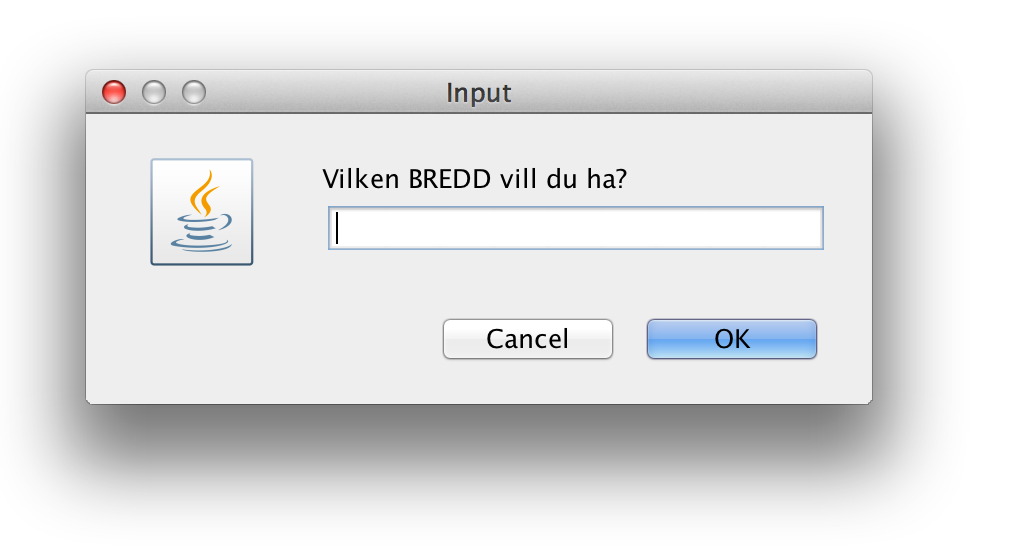 Input
Vilken BREDD vill du ha?
Cancel
OK